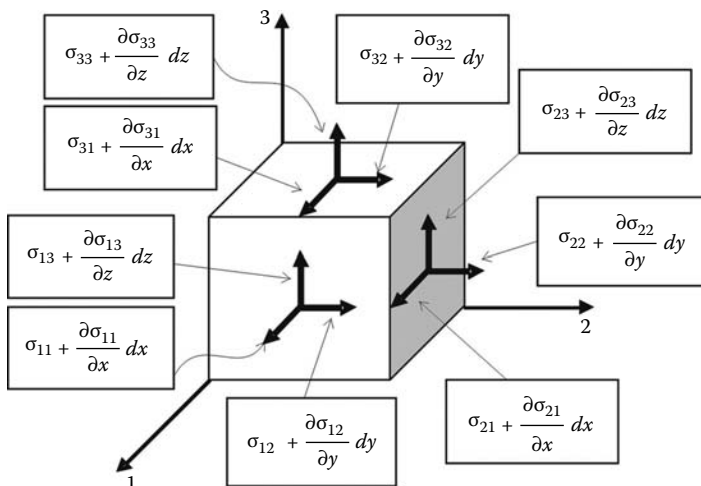 3
σ33 + ∂σ33/∂z dz
σ32 + ∂σ32/∂y dy
σ23 + ∂σ23/∂z dz
σ31 + ∂σ31/∂x dx
σ13 + ∂σ13/∂z dz
σ22 + ∂σ22/∂y dy
σ11 + ∂σ11/∂x dx
2
σ12 + ∂σ12/∂y dy
σ21 + ∂σ21/∂x dx
1